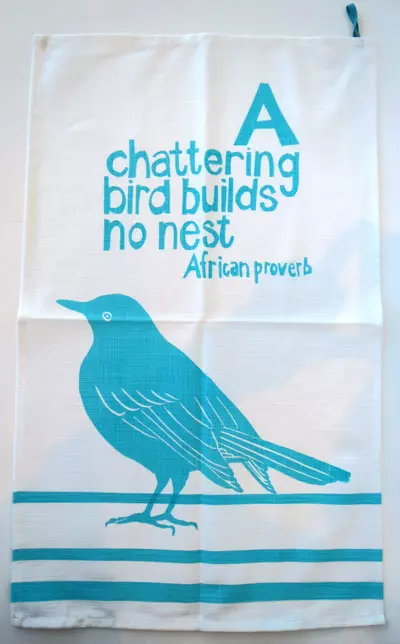 A
chattering
bird builds
no nest
African proverb